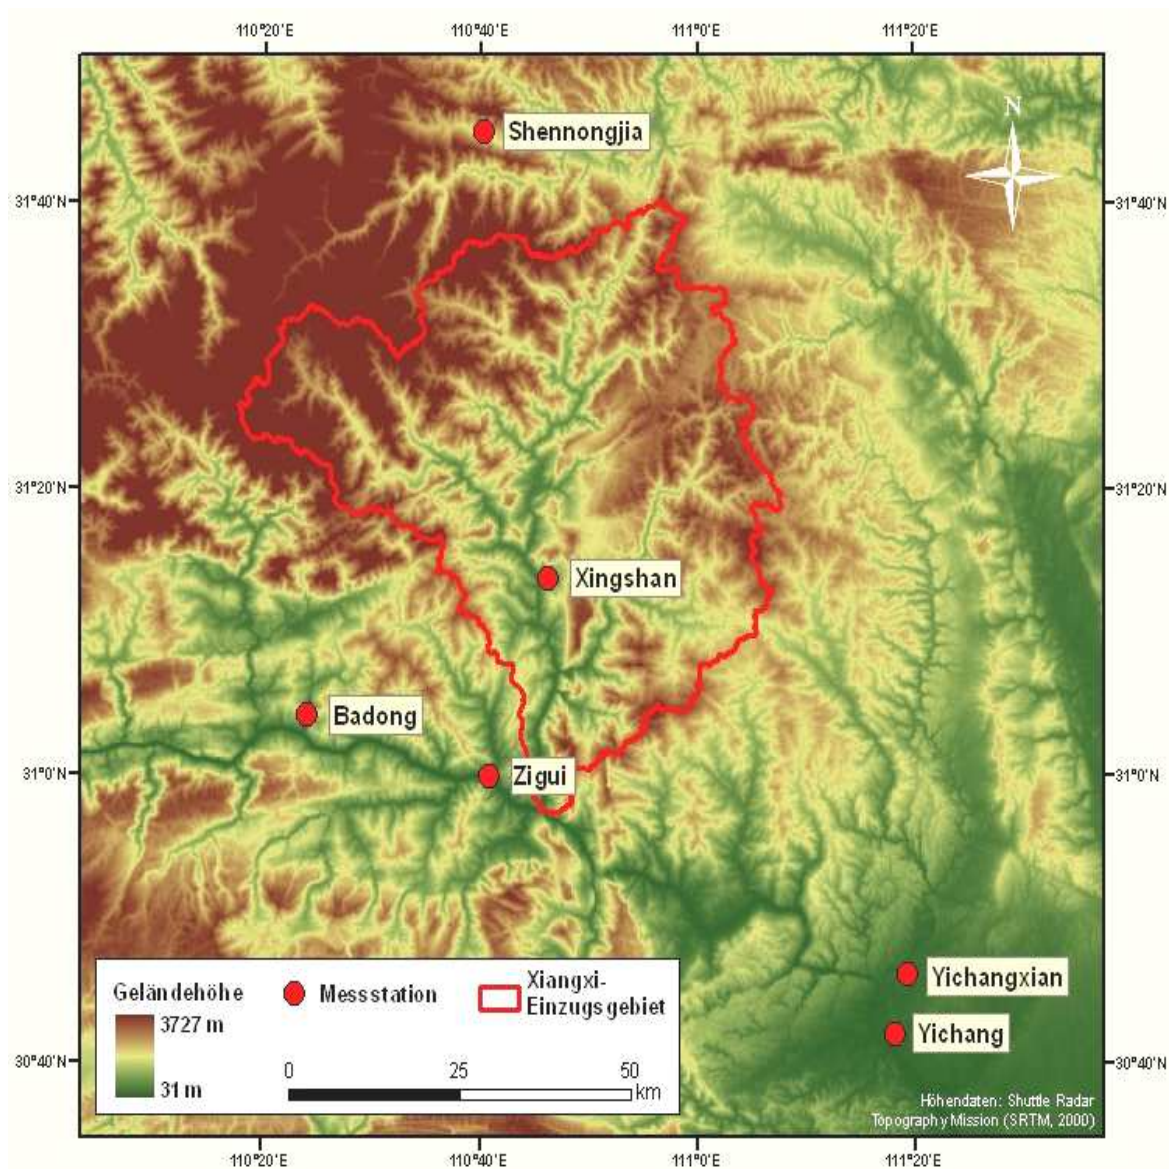 110°20'E 110°40'E 111°0'E 111°20'E
N
Shennongjia
31°40'N 31°40'N
31°20'N 31°20'N
Xingshan
Badong
31°0'N Zigui 31°0'N
Yichangxian
Yichang
Geländehöhe
3727 m
31 m
Messstation
Xiangxi-
Einzugsgebiet
0 25 50
km
30°40'N 30°40'N
Höhendaten: Shuttle Radar
Topography Mission (SRTM, 2000)
110°20'E 110°40'E 111°0'E 111°20'E